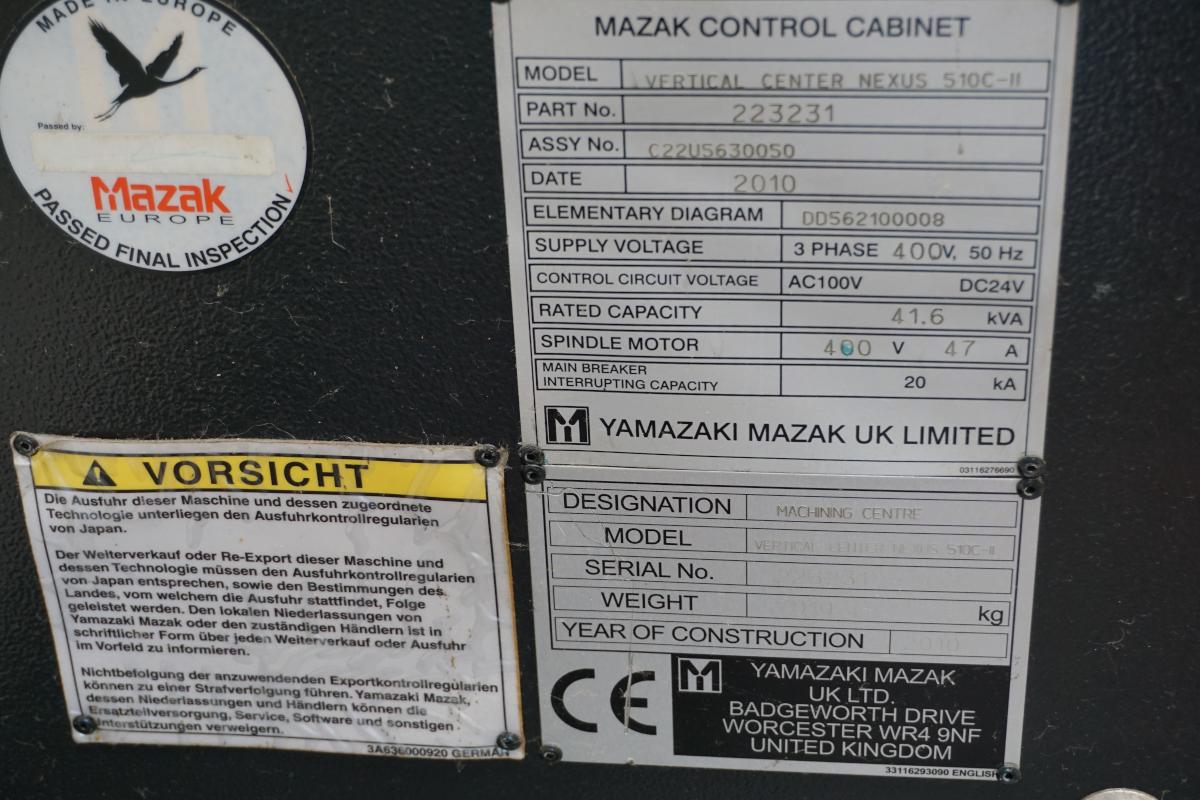 MADE IN EUROPE
Passed by:
Mazak
EUROPE
PASSED FINAL INSPECTION
MAZAK CONTROL CABINET
MODEL VERTICAL CENTER NEXUS 510C-II
PART No. 223231
ASSY No. C22U5630050
DATE 2010
ELEMENTARY DIAGRAM DD562100008
SUPPLY VOLTAGE 3 PHASE 400V, 50 Hz
CONTROL CIRCUIT VOLTAGE AC100V DC24V
RATED CAPACITY 41.6 kVA
SPINDLE MOTOR 400 V 47 A
MAIN BREAKER
INTERRUPTING CAPACITY 20 kA
YAMAZAKI MAZAK UK LIMITED
03116276690
VORSICHT
Die Ausfuhr dieser Maschine und dessen zugeordnete
Technologie unterliegen den Ausfuhrkontrollregularien
von Japan.
Der Weiterverkauf oder Re-Export dieser Maschine und
dessen Technologie müssen den Ausfuhrkontrollregularien
von Japan entsprechen, sowie den Bestimmungen des
Landes, vom welchem die Ausfuhr stattfindet, Folge
geleistet werden. Den lokalen Niederlassungen von
Yamazaki Mazak oder den zuständigen Händlern ist in
schriftlicher Form über jeden Weiterverkauf oder Ausfuhr
im Vorfeld zu informieren.
Nichtbefolgung der anzuwendenden Exportkontrollregularien
können zu einer Strafverfolgung führen. Yamazaki Mazak,
dessen Niederlassungen und Händlern können die
Ersatzteilversorgung, Service, Software und sonstigen
Unterstützungen verweigern.
3A636000920 GERMAN
DESIGNATION MACHINING CENTRE
MODEL VERTICAL CENTER NEXUS 510C-II
SERIAL No.
WEIGHT kg
YEAR OF CONSTRUCTION 2010
CE
YAMAZAKI MAZAK
UK LTD.
BADGEWORTH DRIVE
WORCESTER WR4 9NF
UNITED KINGDOM
33116293090 ENGLISH